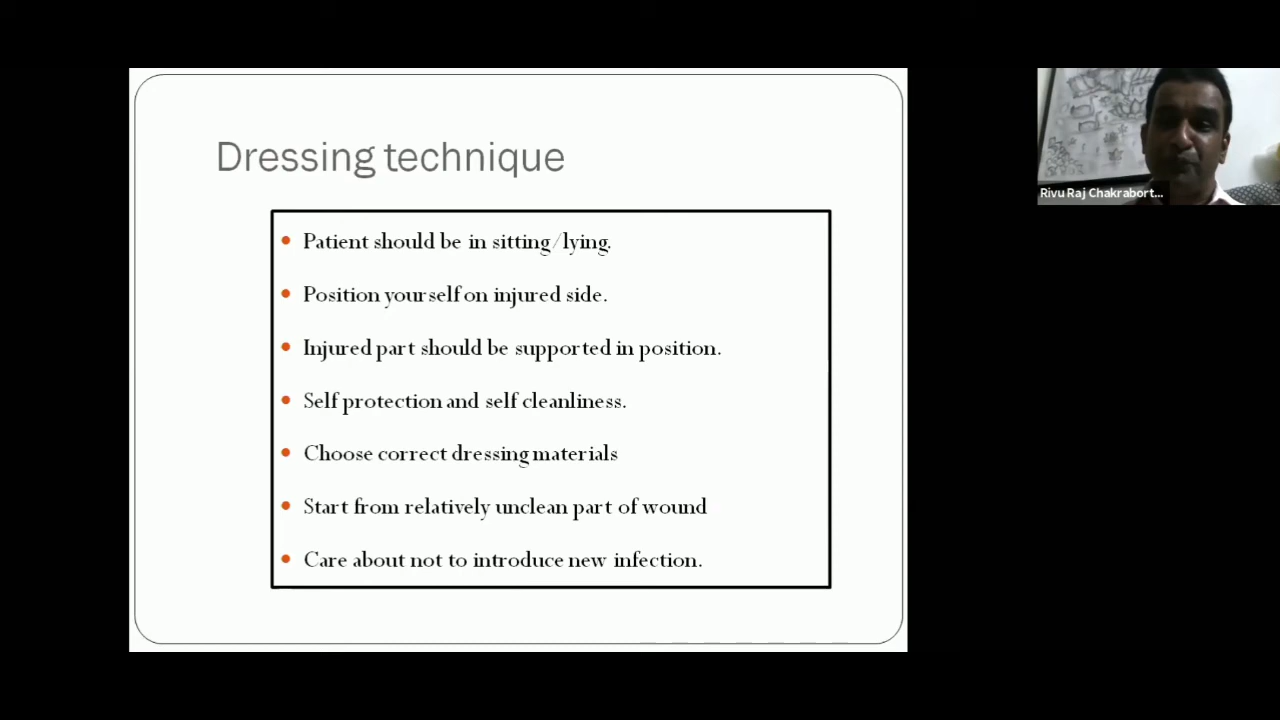 Dressing technique
Patient should be in sitting/lying.
Position yourself on injured side.
Injured part should be supported in position.
Self protection and self cleanliness.
Choose correct dressing materials
Start from relatively unclean part of wound
Care about not to introduce new infection.
Rivu Raj Chakrabort...